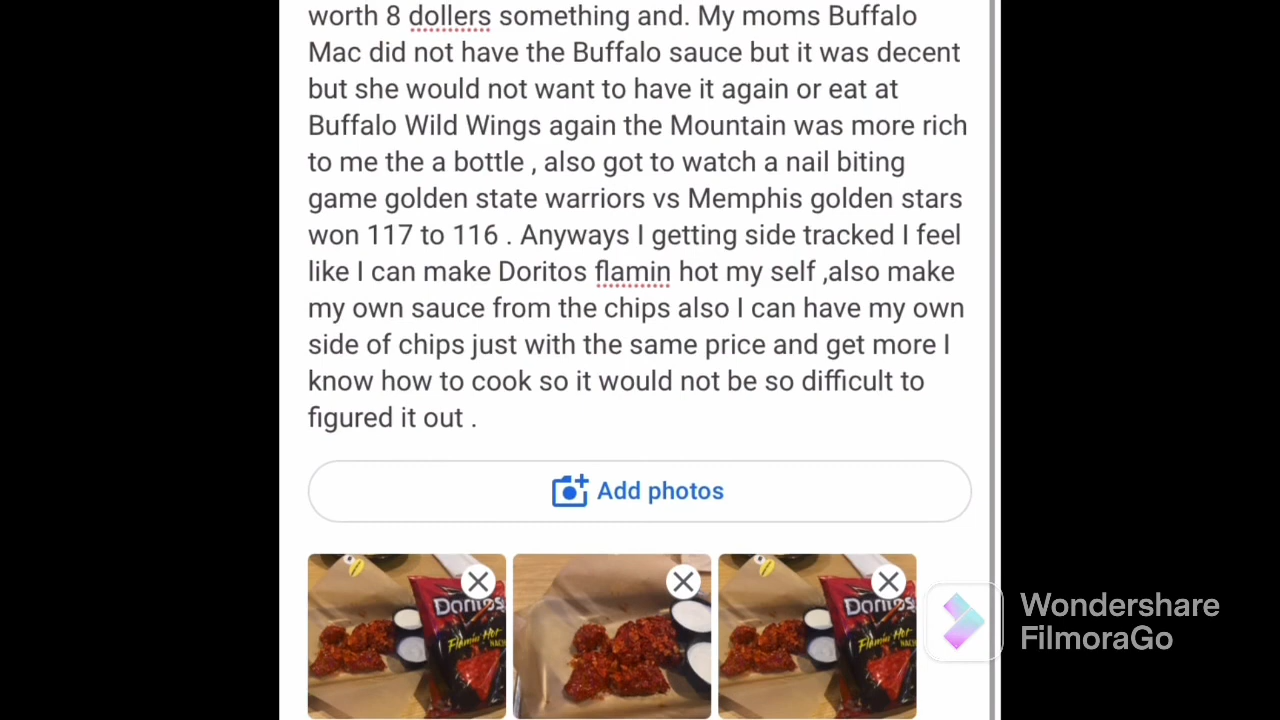 worth 8 dollers something and. My moms Buffalo
Mac did not have the Buffalo sauce but it was decent
but she would not want to have it again or eat at
Buffalo Wild Wings again the Mountain was more rich
to me the a bottle , also got to watch a nail biting
game golden state warriors vs Memphis golden stars
won 117 to 116 . Anyways I getting side tracked I feel
like I can make Doritos flamin hot my self ,also make
my own sauce from the chips also I can have my own
side of chips just with the same price and get more I
know how to cook so it would not be so difficult to
figured it out .
Add photos
Doritos
Flamin Hot
Doritos
Flamin Hot
Wondershare
FilmoraGo